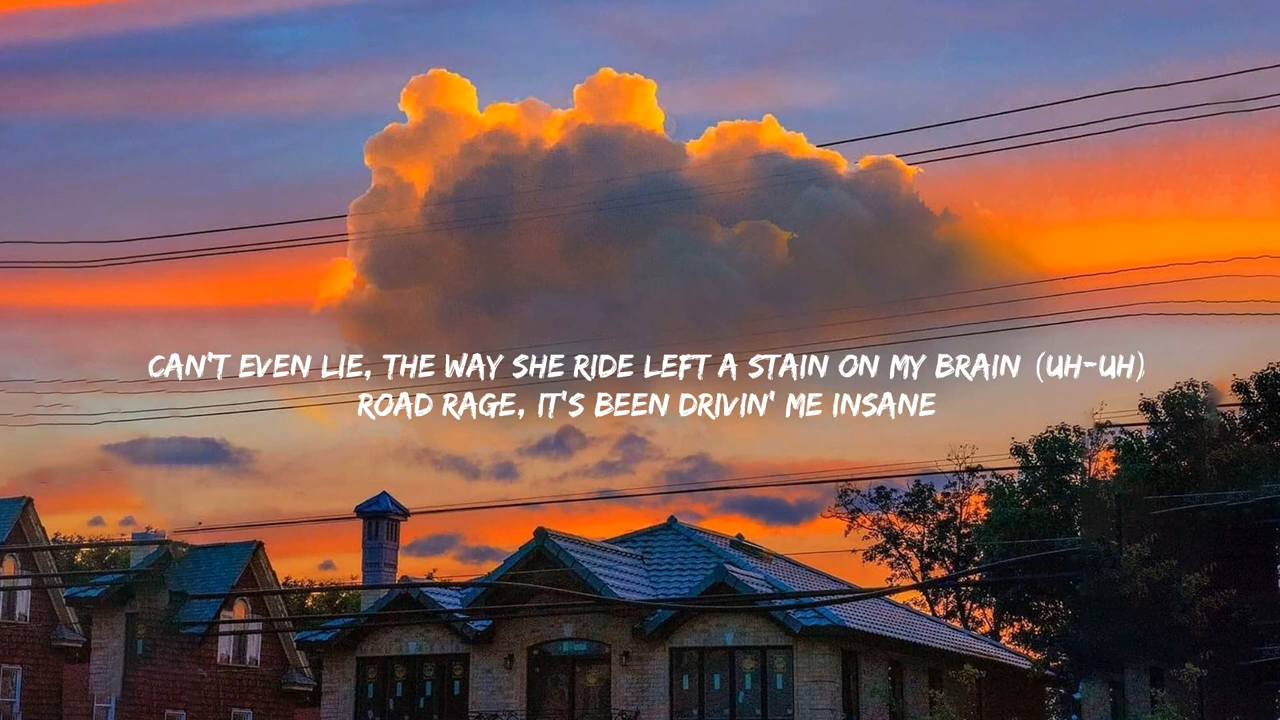 CAN'T EVEN LIE, THE WAY SHE RIDE LEFT A STAIN ON MY BRAIN (UH-UH)
ROAD RAGE, IT'S BEEN DRIVIN' ME INSANE